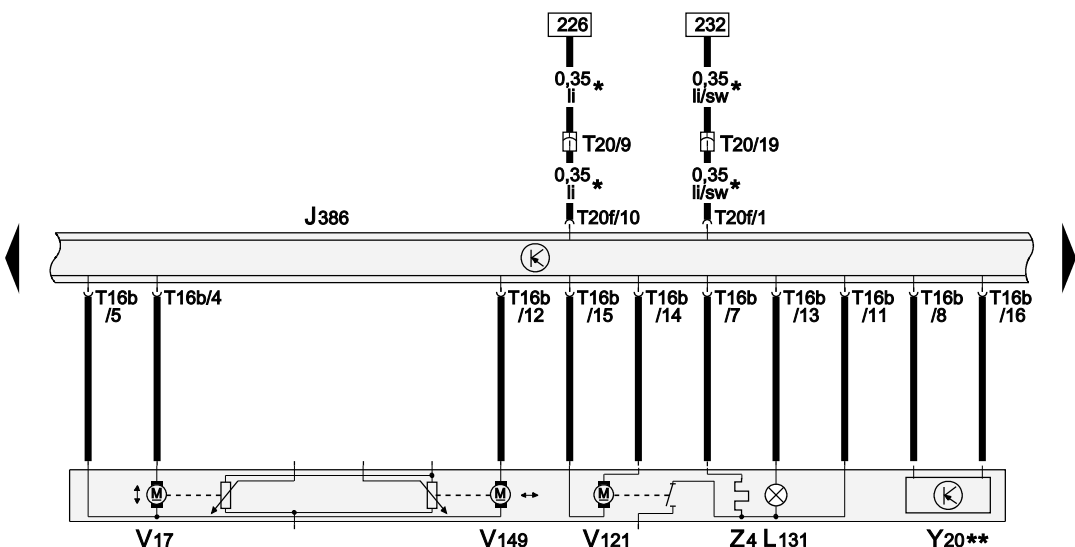 226 232
0,35 * 0,35 *
li li/sw
T20/9 T20/19
0,35 * 0,35 *
li li/sw
J386 T20f/10 T20f/1
T16b T16b/4 T16b T16b T16b T16b T16b T16b T16b T16b
/5 /12 /15 /14 /7 /13 /11 /8 /16
M M M
V17 V149 V121 Z4 L131 Y20**